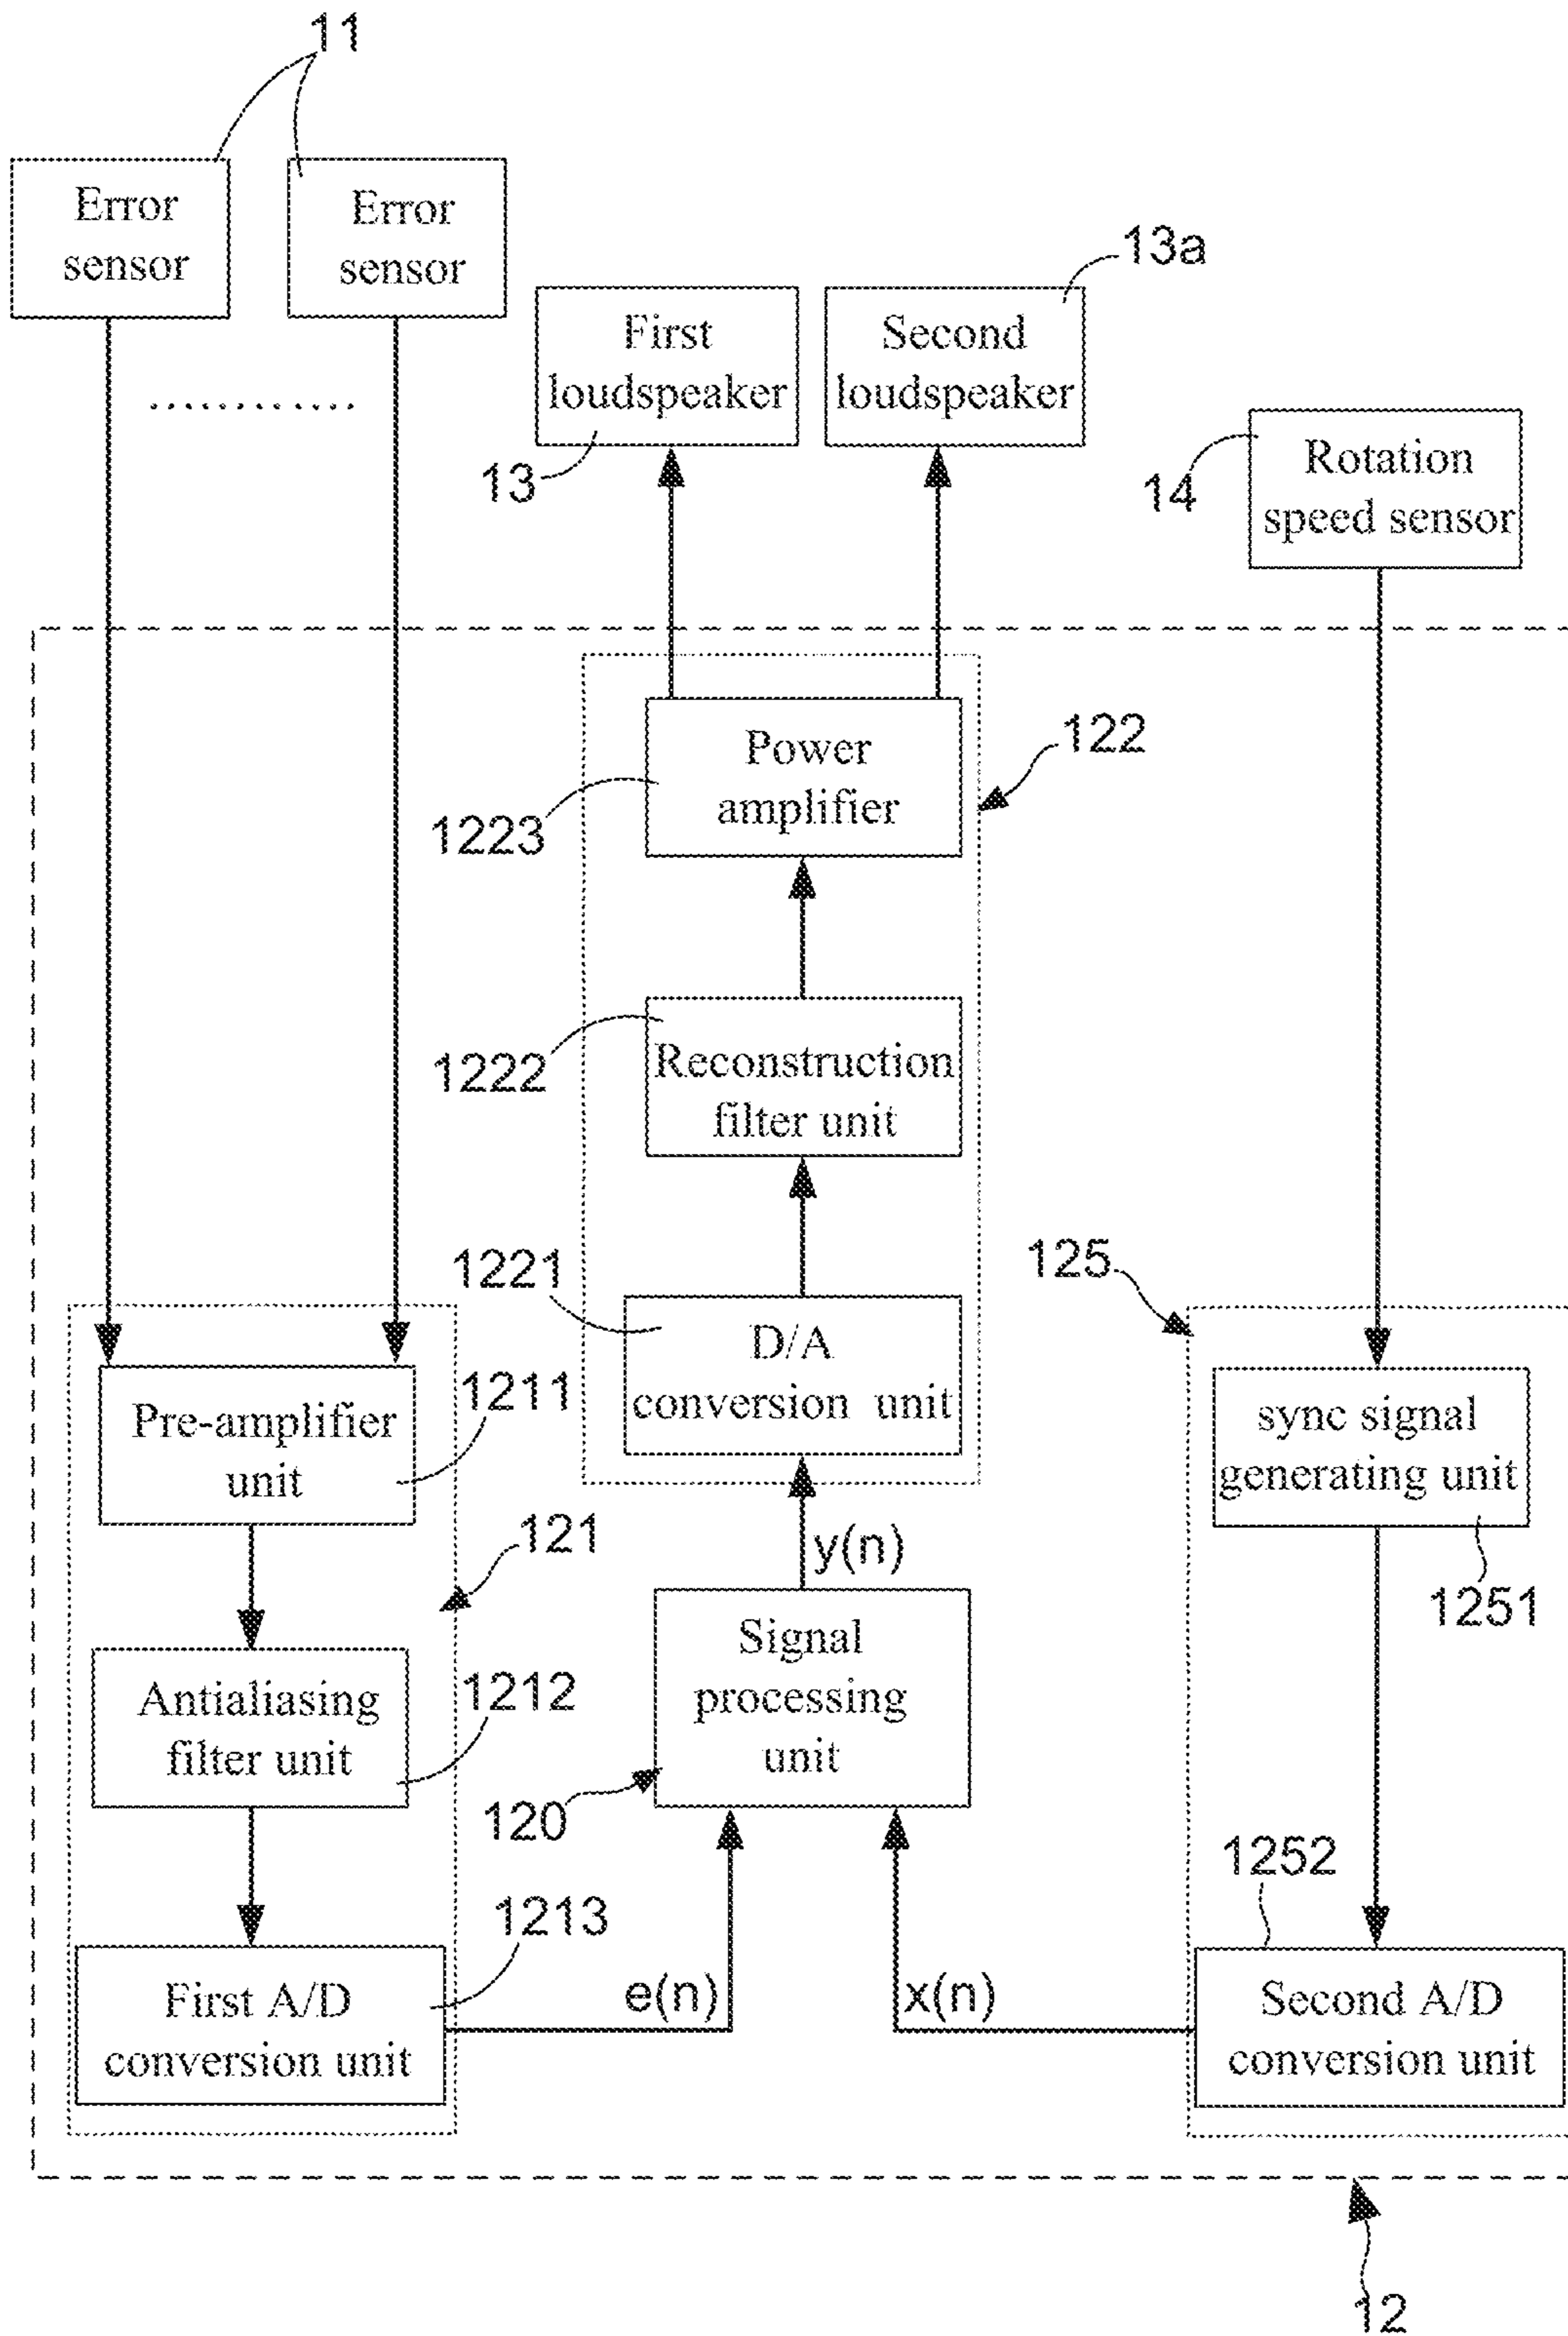 11
Error
sensor
Error
sensor
13a
First
loudspeaker
Second
loudspeaker
13
14
Rotation
speed sensor
............
Power
amplifier
122
1223
Reconstruction
filter unit
1222
1221
125
D/A
conversion unit
Pre-amplifier
unit
1211
sync signal
generating unit
121
y(n)
1251
Signal
processing
unit
Antialiasing
filter unit
1212
120
1252
1213
First A/D
conversion unit
e(n)
x(n)
Second A/D
conversion unit
12